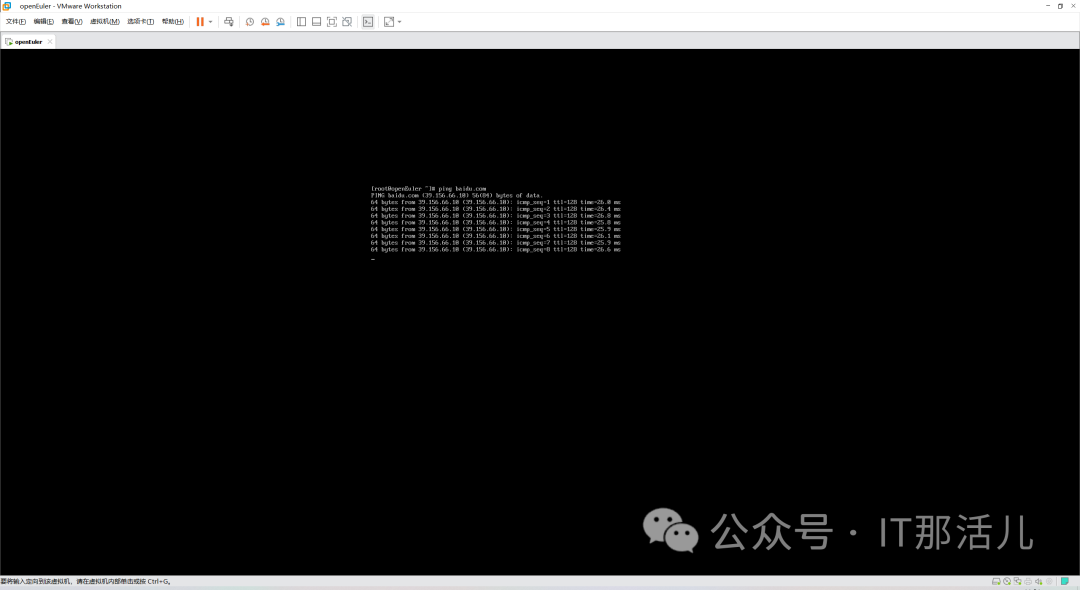 openEuler - VMware Workstation
文件(F) 编辑(E) 查看(V) 虚拟机(M) 选项卡(T) 帮助(H)
openEuler
[root@openEuler ~]# ping baidu.com
PING baidu.com (39.156.66.10) 56(84) bytes of data.
64 bytes from 39.156.66.10 (39.156.66.10): icmp_seq=1 ttl=128 time=26.0 ms
64 bytes from 39.156.66.10 (39.156.66.10): icmp_seq=2 ttl=128 time=26.4 ms
64 bytes from 39.156.66.10 (39.156.66.10): icmp_seq=3 ttl=128 time=26.8 ms
64 bytes from 39.156.66.10 (39.156.66.10): icmp_seq=4 ttl=128 time=25.8 ms
64 bytes from 39.156.66.10 (39.156.66.10): icmp_seq=5 ttl=128 time=25.9 ms
64 bytes from 39.156.66.10 (39.156.66.10): icmp_seq=6 ttl=128 time=26.1 ms
64 bytes from 39.156.66.10 (39.156.66.10): icmp_seq=7 ttl=128 time=25.9 ms
64 bytes from 39.156.66.10 (39.156.66.10): icmp_seq=8 ttl=128 time=26.6 ms
公众号 · IT那活儿
要将输入定向到该虚拟机，请在虚拟机内部单击或按 Ctrl+G。